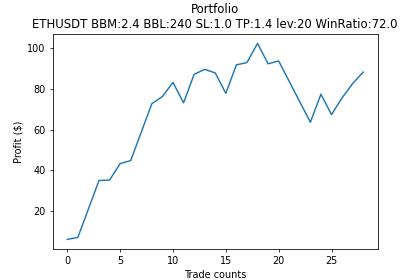 Portfolio
ETHUSDT BBM:2.4 BBL:240 SL:1.0 TP:1.4 lev:20 WinRatio:72.0
100
80
60
40
20
Profit ($)
0 5 10 15 20 25
Trade counts